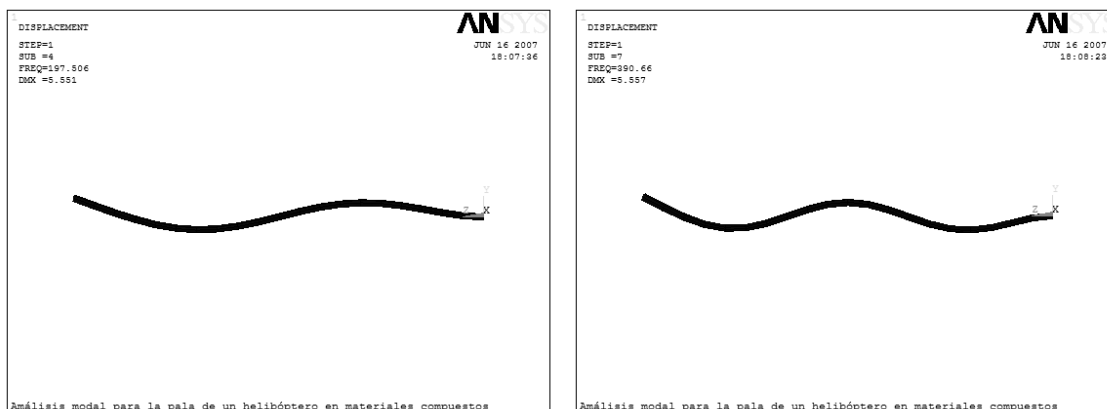 1
ANSYS
DISPLACEMENT
STEP=1
SUB =4
FREQ=197.506
DMX =5.551
JUN 16 2007
18:07:36
Y
Z X
Amálisis modal para la pala de un helibóptero en materiales compuestos
1
ANSYS
DISPLACEMENT
STEP=1
SUB =7
FREQ=390.66
DMX =5.557
JUN 16 2007
18:08:23
Y
Z X
Amálisis modal para la pala de un helibóptero en materiales compuestos